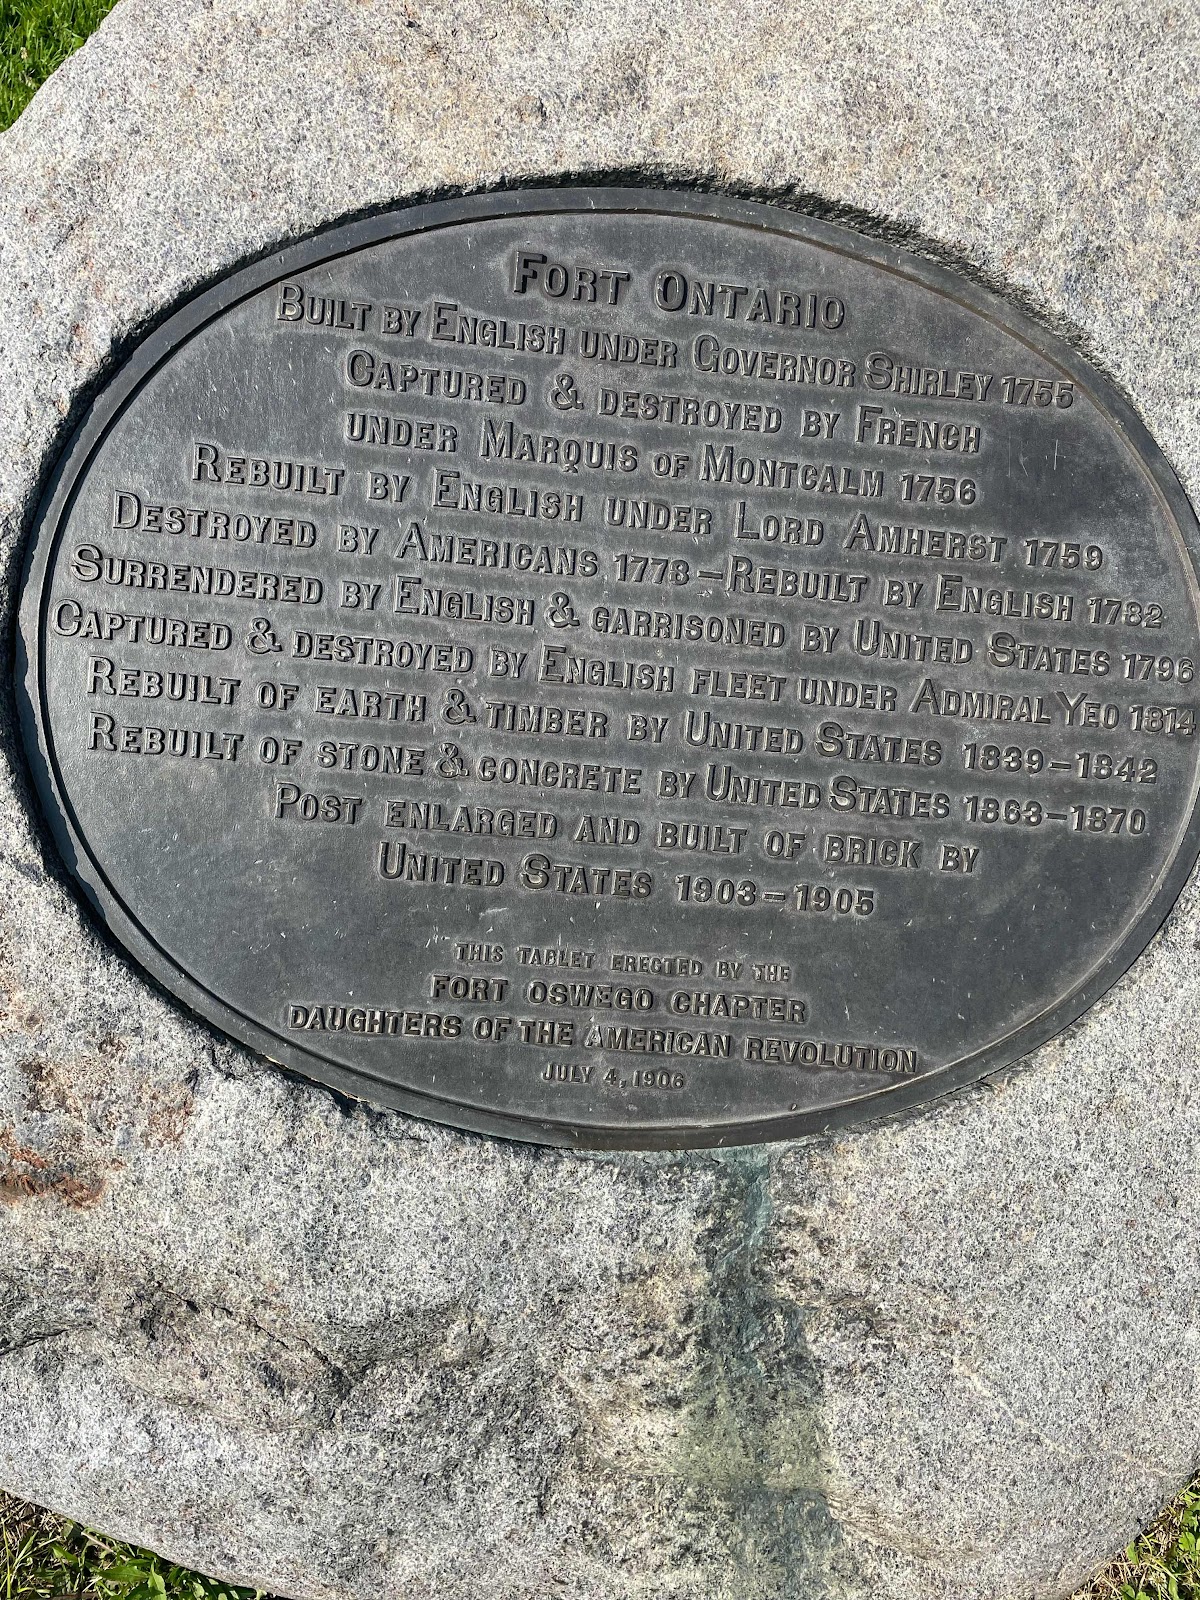 Fort Ontario
Built by English under Governor Shirley 1755
Captured & destroyed by French
under Marquis of Montcalm 1756
Rebuilt by English under Lord Amherst 1759
Destroyed by Americans 1778 – Rebuilt by English 1782
Surrendered by English & garrisoned by United States 1796
Captured & destroyed by English fleet under Admiral Yeo 1814
Rebuilt of earth & timber by United States 1839–1842
Rebuilt of stone & concrete by United States 1863–1870
Post enlarged and built of brick by
United States 1903–1905
THIS TABLET ERECTED BY THE
FORT OSWEGO CHAPTER
DAUGHTERS OF THE AMERICAN REVOLUTION
JULY 4, 1906